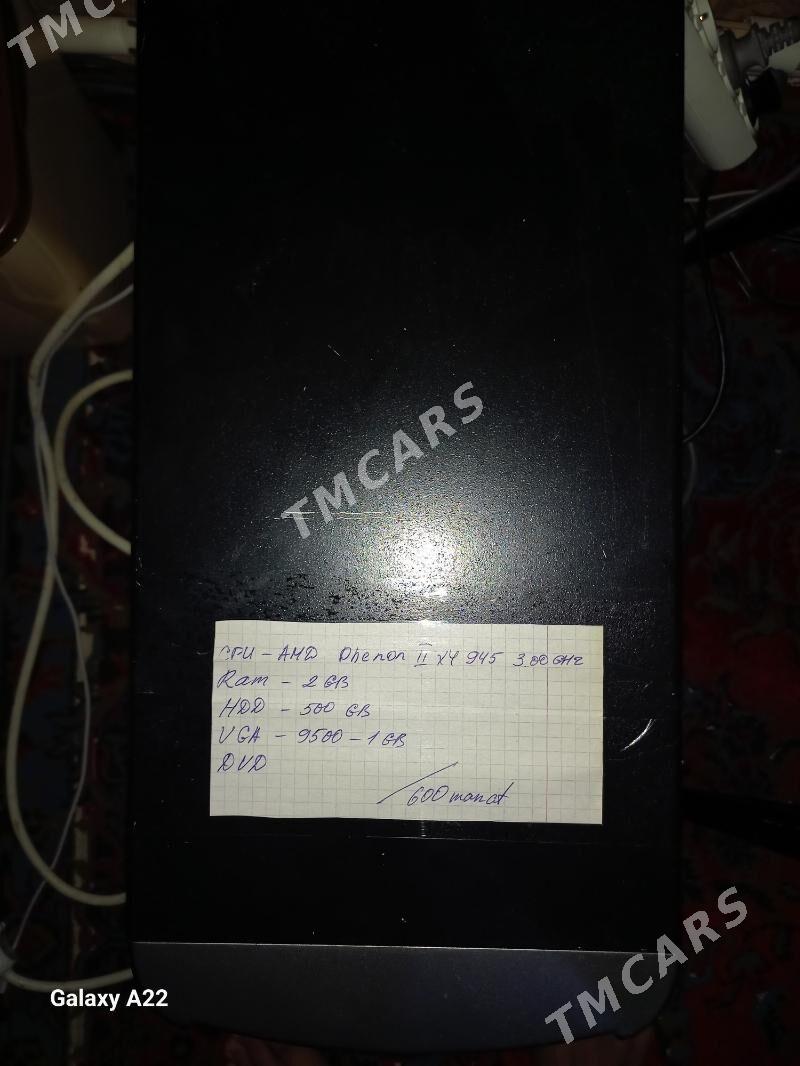 TMCARS
TMCARS
CPU - AMD Phenon II x4 945 3.00 GHz
Ram - 2 GB
HDD - 500 GB
VGA - 9500 - 1 GB
DVD
/600 manat
TMCARS
Galaxy A22